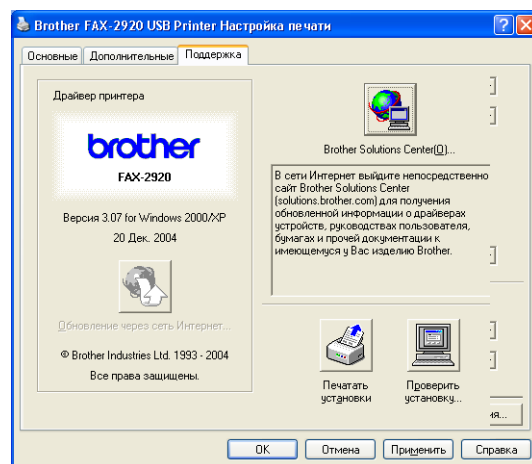 Brother FAX-2920 USB Printer Настройка печати
Основные
Дополнительные
Поддержка
Драйвер принтера
brother
FAX-2920
Версия 3.07 for Windows 2000/XP
20 Дек. 2004
Обновление через сеть Интернет...
© Brother Industries Ltd. 1993 - 2004
Все права защищены.
Brother Solutions Center(O)...
В сети Интернет выйдите непосредственно
сайт Brother Solutions Center
(solutions.brother.com) для получения
обновленной информации о драйверах
устройств, руководствах пользователя,
бумагах и прочей документации к
имеющемуся у Вас изделию Brother.
Печатать
установки
Проверить
установку...
ия...
OK
Отмена
Применить
Справка